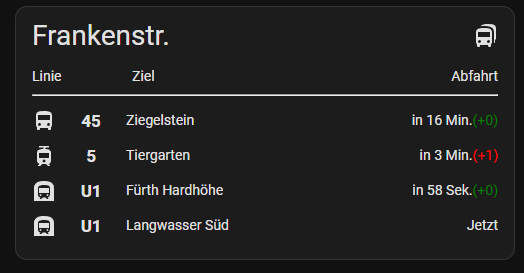 Frankenstr.
Linie Ziel Abfahrt
45 Ziegelstein in 16 Min.(+0)
5 Tiergarten in 3 Min.(+1)
U1 Fürth Hardhöhe in 58 Sek.(+0)
U1 Langwasser Süd Jetzt